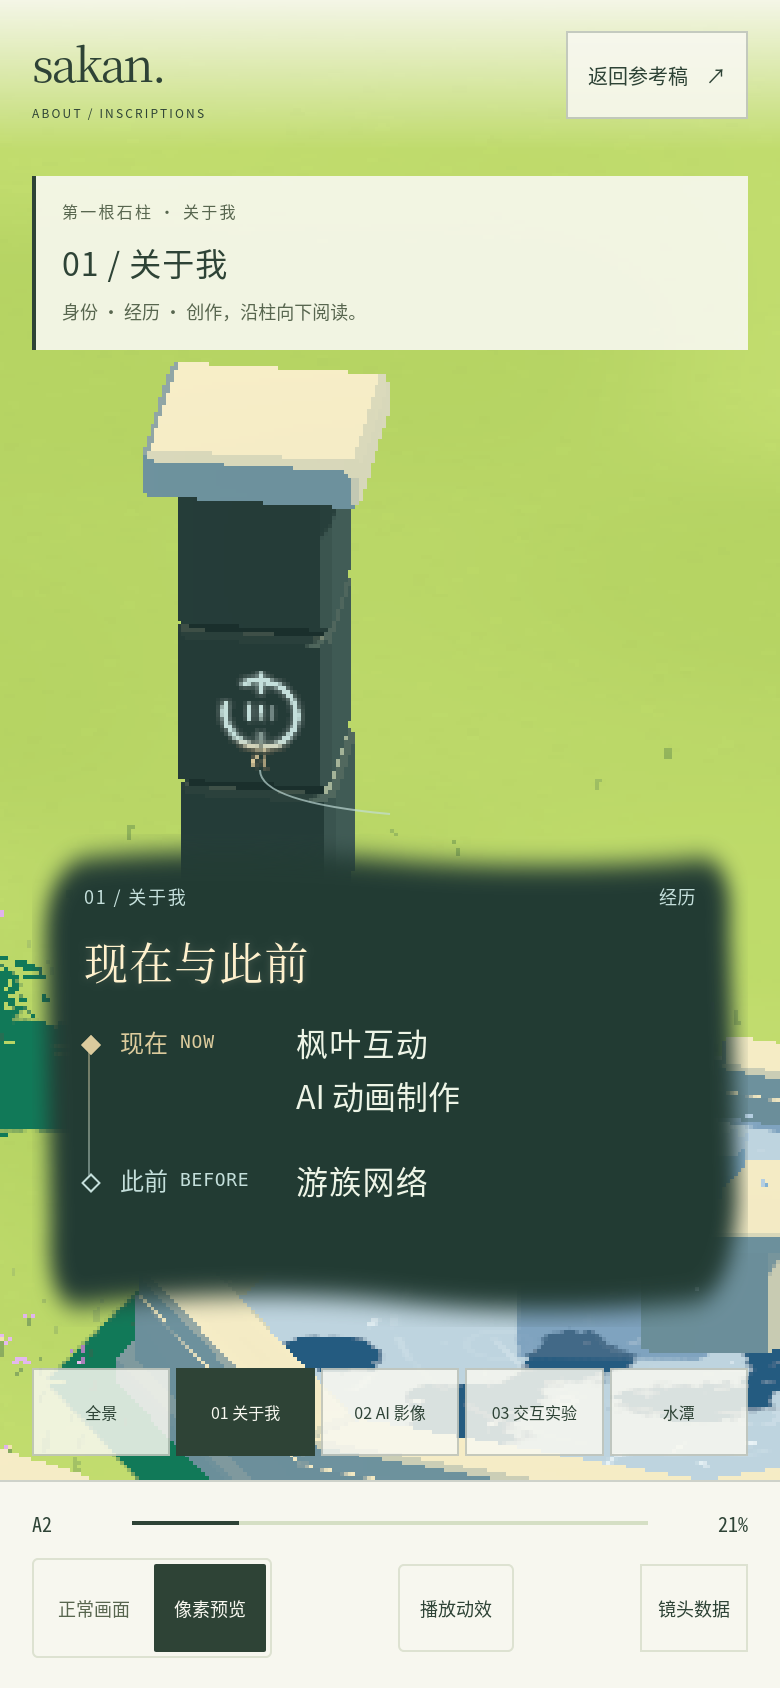 sakan.
返回参考稿 ↗
ABOUT / INSCRIPTIONS
第一根石柱 · 关于我
01 / 关于我
身份 · 经历 · 创作，沿柱向下阅读。
01 / 关于我
经历
现在与此前
现在 NOW
枫叶互动
AI 动画制作
此前 BEFORE
游族网络
全景
01 关于我
02 AI 影像
03 交互实验
水潭
A2
21%
正常画面
像素预览
播放动效
镜头数据